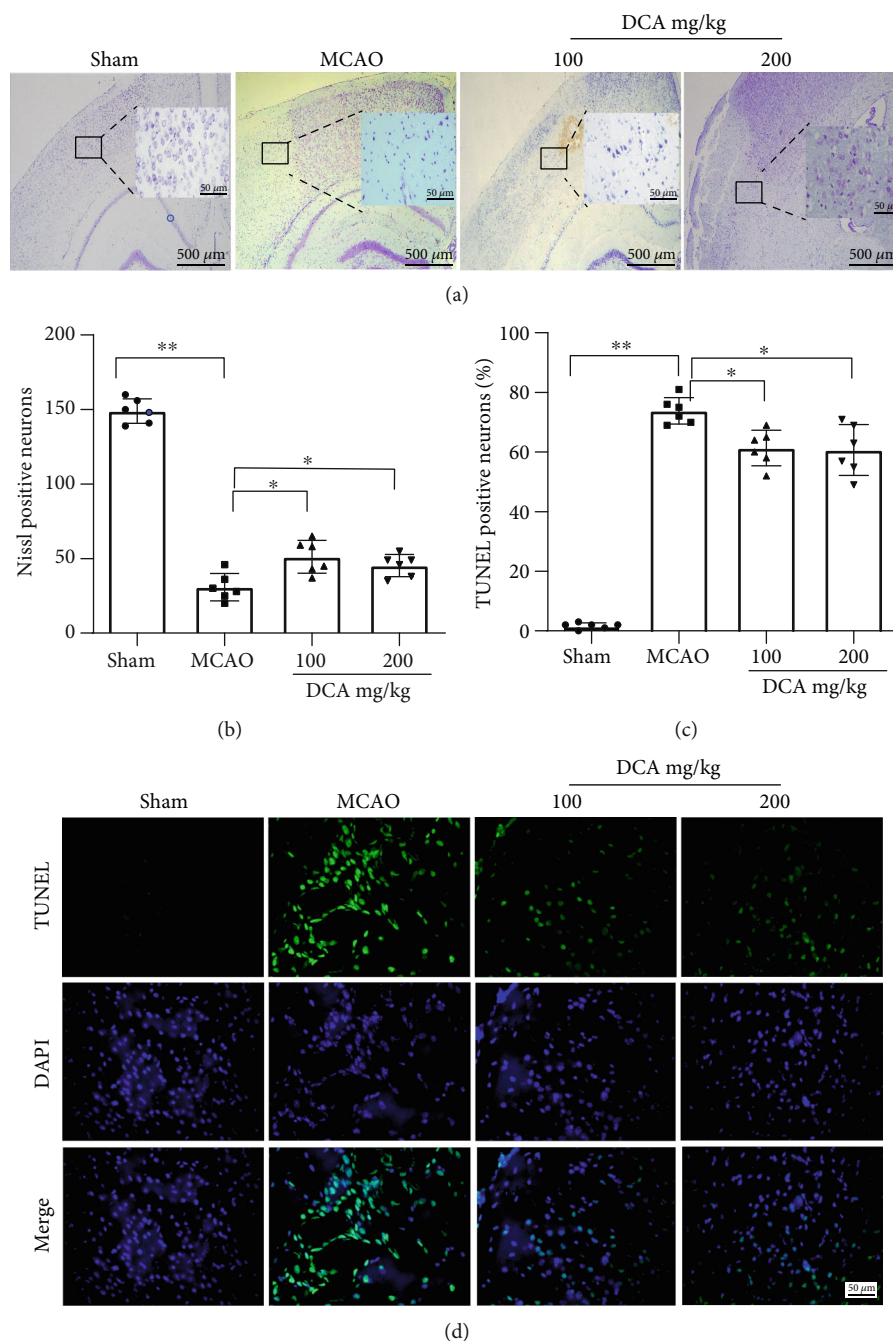 DCA mg/kg
Sham MCAO 100 200
50 μm 50 μm 50 μm 50 μm
500 μm 500 μm 500 μm 500 μm
(a)
200
150
100
50
0
Nissl positive neurons
**
*
*
Sham MCAO 100 200
DCA mg/kg
(b)
100
80
60
40
20
0
TUNEL positive neurons (%)
**
*
*
Sham MCAO 100 200
DCA mg/kg
(c)
DCA mg/kg
Sham MCAO 100 200
TUNEL
DAPI
Merge
50 μm
(d)